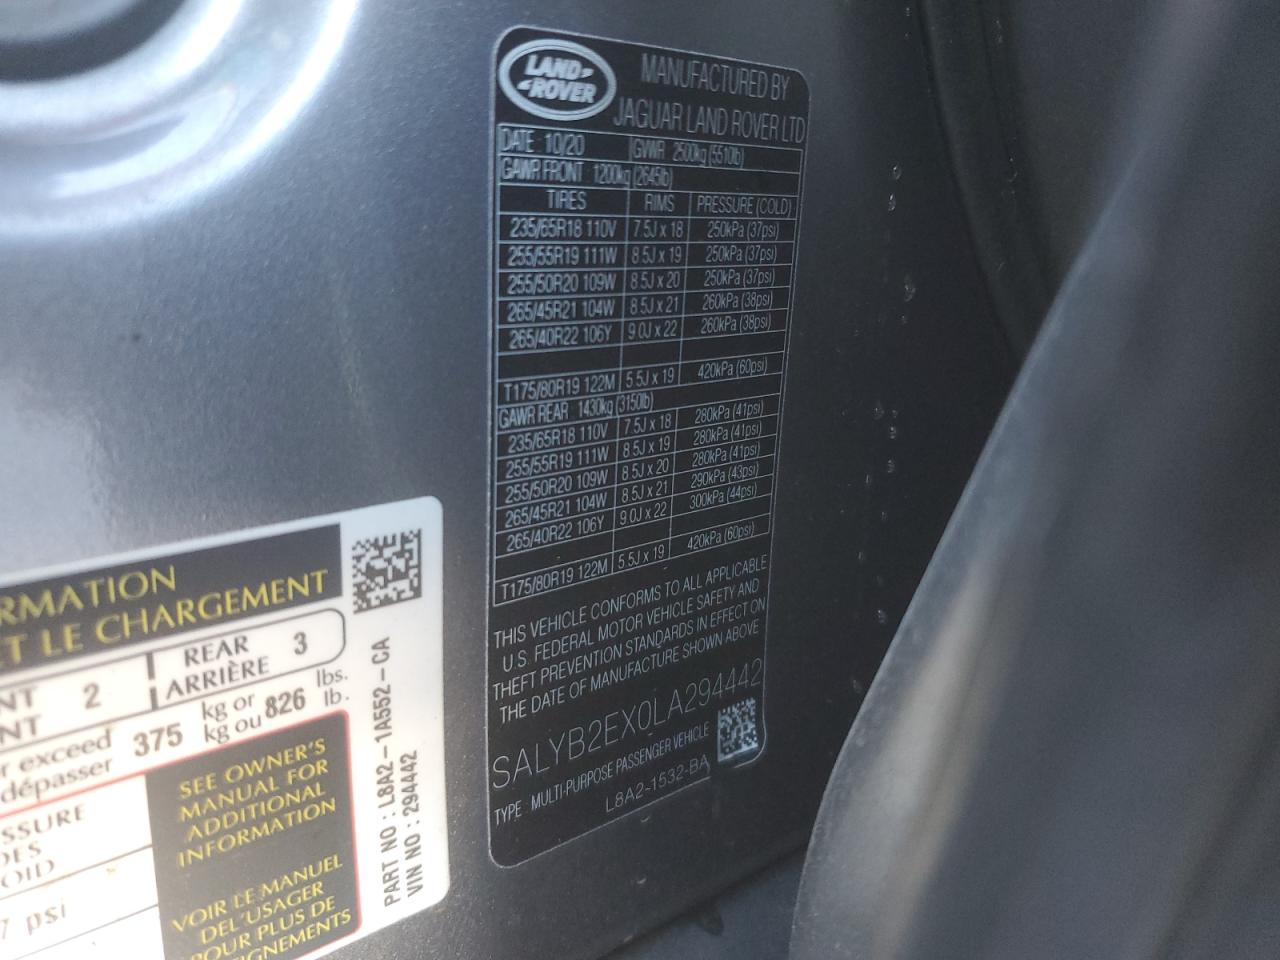 LAND ROVER
MANUFACTURED BY
JAGUAR LAND ROVER LTD
DATE 10/20 GVWR 2500kg (5510lb)
GAWR FRONT 1200kg (2645lb)
TIRES RIMS PRESSURE (COLD)
235/65R18 110V 7.5J x 18 250kPa (37psi)
255/55R19 111W 8.5J x 19 250kPa (37psi)
255/50R20 109W 8.5J x 20 250kPa (37psi)
265/45R21 104W 8.5J x 21 260kPa (38psi)
265/40R22 106Y 9.0J x 22 260kPa (38psi)
T175/80R19 122M 5.5J x 19 420kPa (60psi)
GAWR REAR 1430kg (3150lb)
235/65R18 110V 7.5J x 18 280kPa (41psi)
255/55R19 111W 8.5J x 19 280kPa (41psi)
255/50R20 109W 8.5J x 20 280kPa (41psi)
265/45R21 104W 8.5J x 21 290kPa (43psi)
265/40R22 106Y 9.0J x 22 300kPa (44psi)
T175/80R19 122M 5.5J x 19 420kPa (60psi)
THIS VEHICLE CONFORMS TO ALL APPLICABLE
U.S. FEDERAL MOTOR VEHICLE SAFETY AND
THEFT PREVENTION STANDARDS IN EFFECT ON
THE DATE OF MANUFACTURE SHOWN ABOVE
SALYB2EX0LA294442
TYPE : MULTI-PURPOSE PASSENGER VEHICLE
L8A2-1532-BA
RMATION
ET LE CHARGEMENT
NT 2 REAR 3
NT ARRIÈRE
r exceed 375 kg or 826 lbs.
dépasser kg ou lb.
SSURE
DES
OID
7 psi
SEE OWNER'S
MANUAL FOR
ADDITIONAL
INFORMATION
VOIR LE MANUEL
DEL'USAGER
POUR PLUS DE
IGNEMENTS
PART NO : L8A2-1A552-CA
VIN NO : 294442